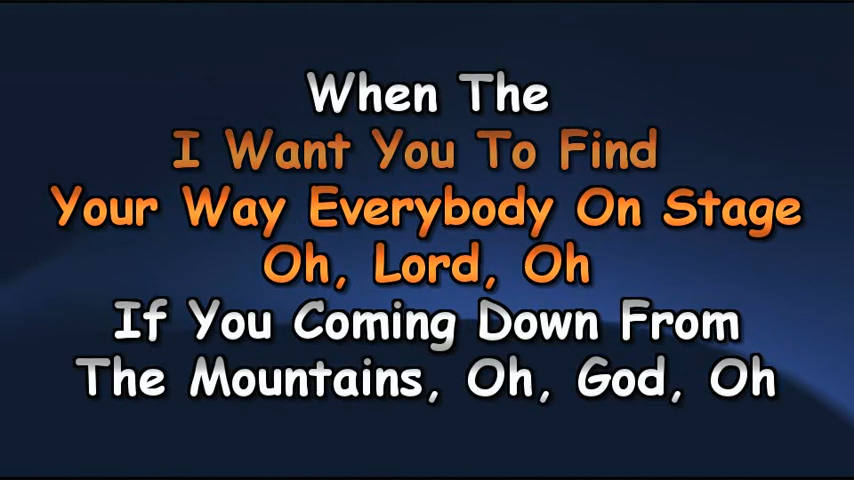 When The
I Want You To Find
Your Way Everybody On Stage
Oh, Lord, Oh
If You Coming Down From
The Mountains, Oh, God, Oh